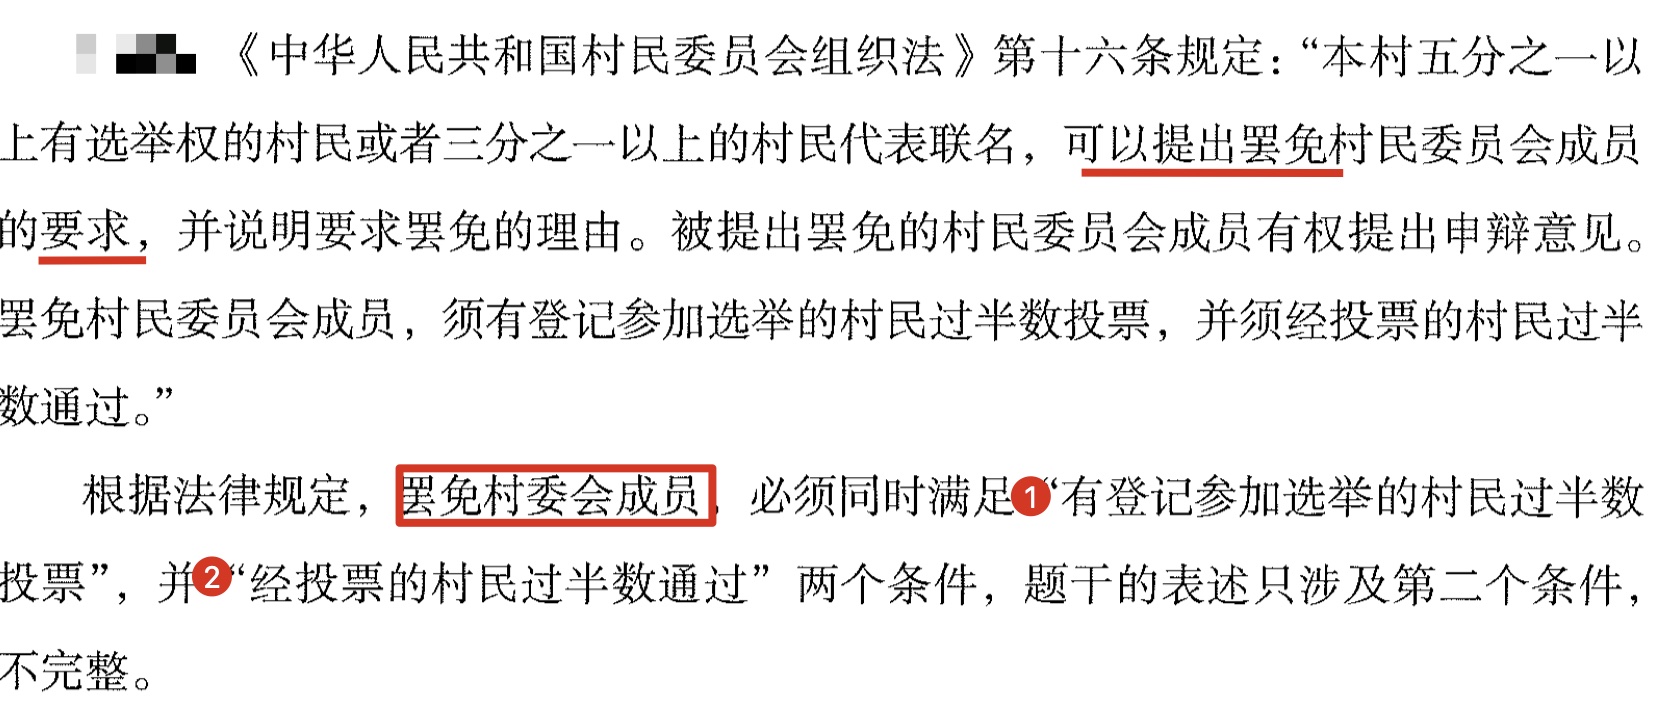 《中华人民共和国村民委员会组织法》第十六条规定：“本村五分之一以
上有选举权的村民或者三分之一以上的村民代表联名，可以提出罢免村民委员会成员
的要求，并说明要求罢免的理由。被提出罢免的村民委员会成员有权提出申辩意见。
罢免村民委员会成员，须有登记参加选举的村民过半数投票，并须经投票的村民过半
数通过。”
根据法律规定，罢免村委会成员，必须同时满足1“有登记参加选举的村民过半数
投票”，并2“经投票的村民过半数通过”两个条件，题干的表述只涉及第二个条件，
不完整。